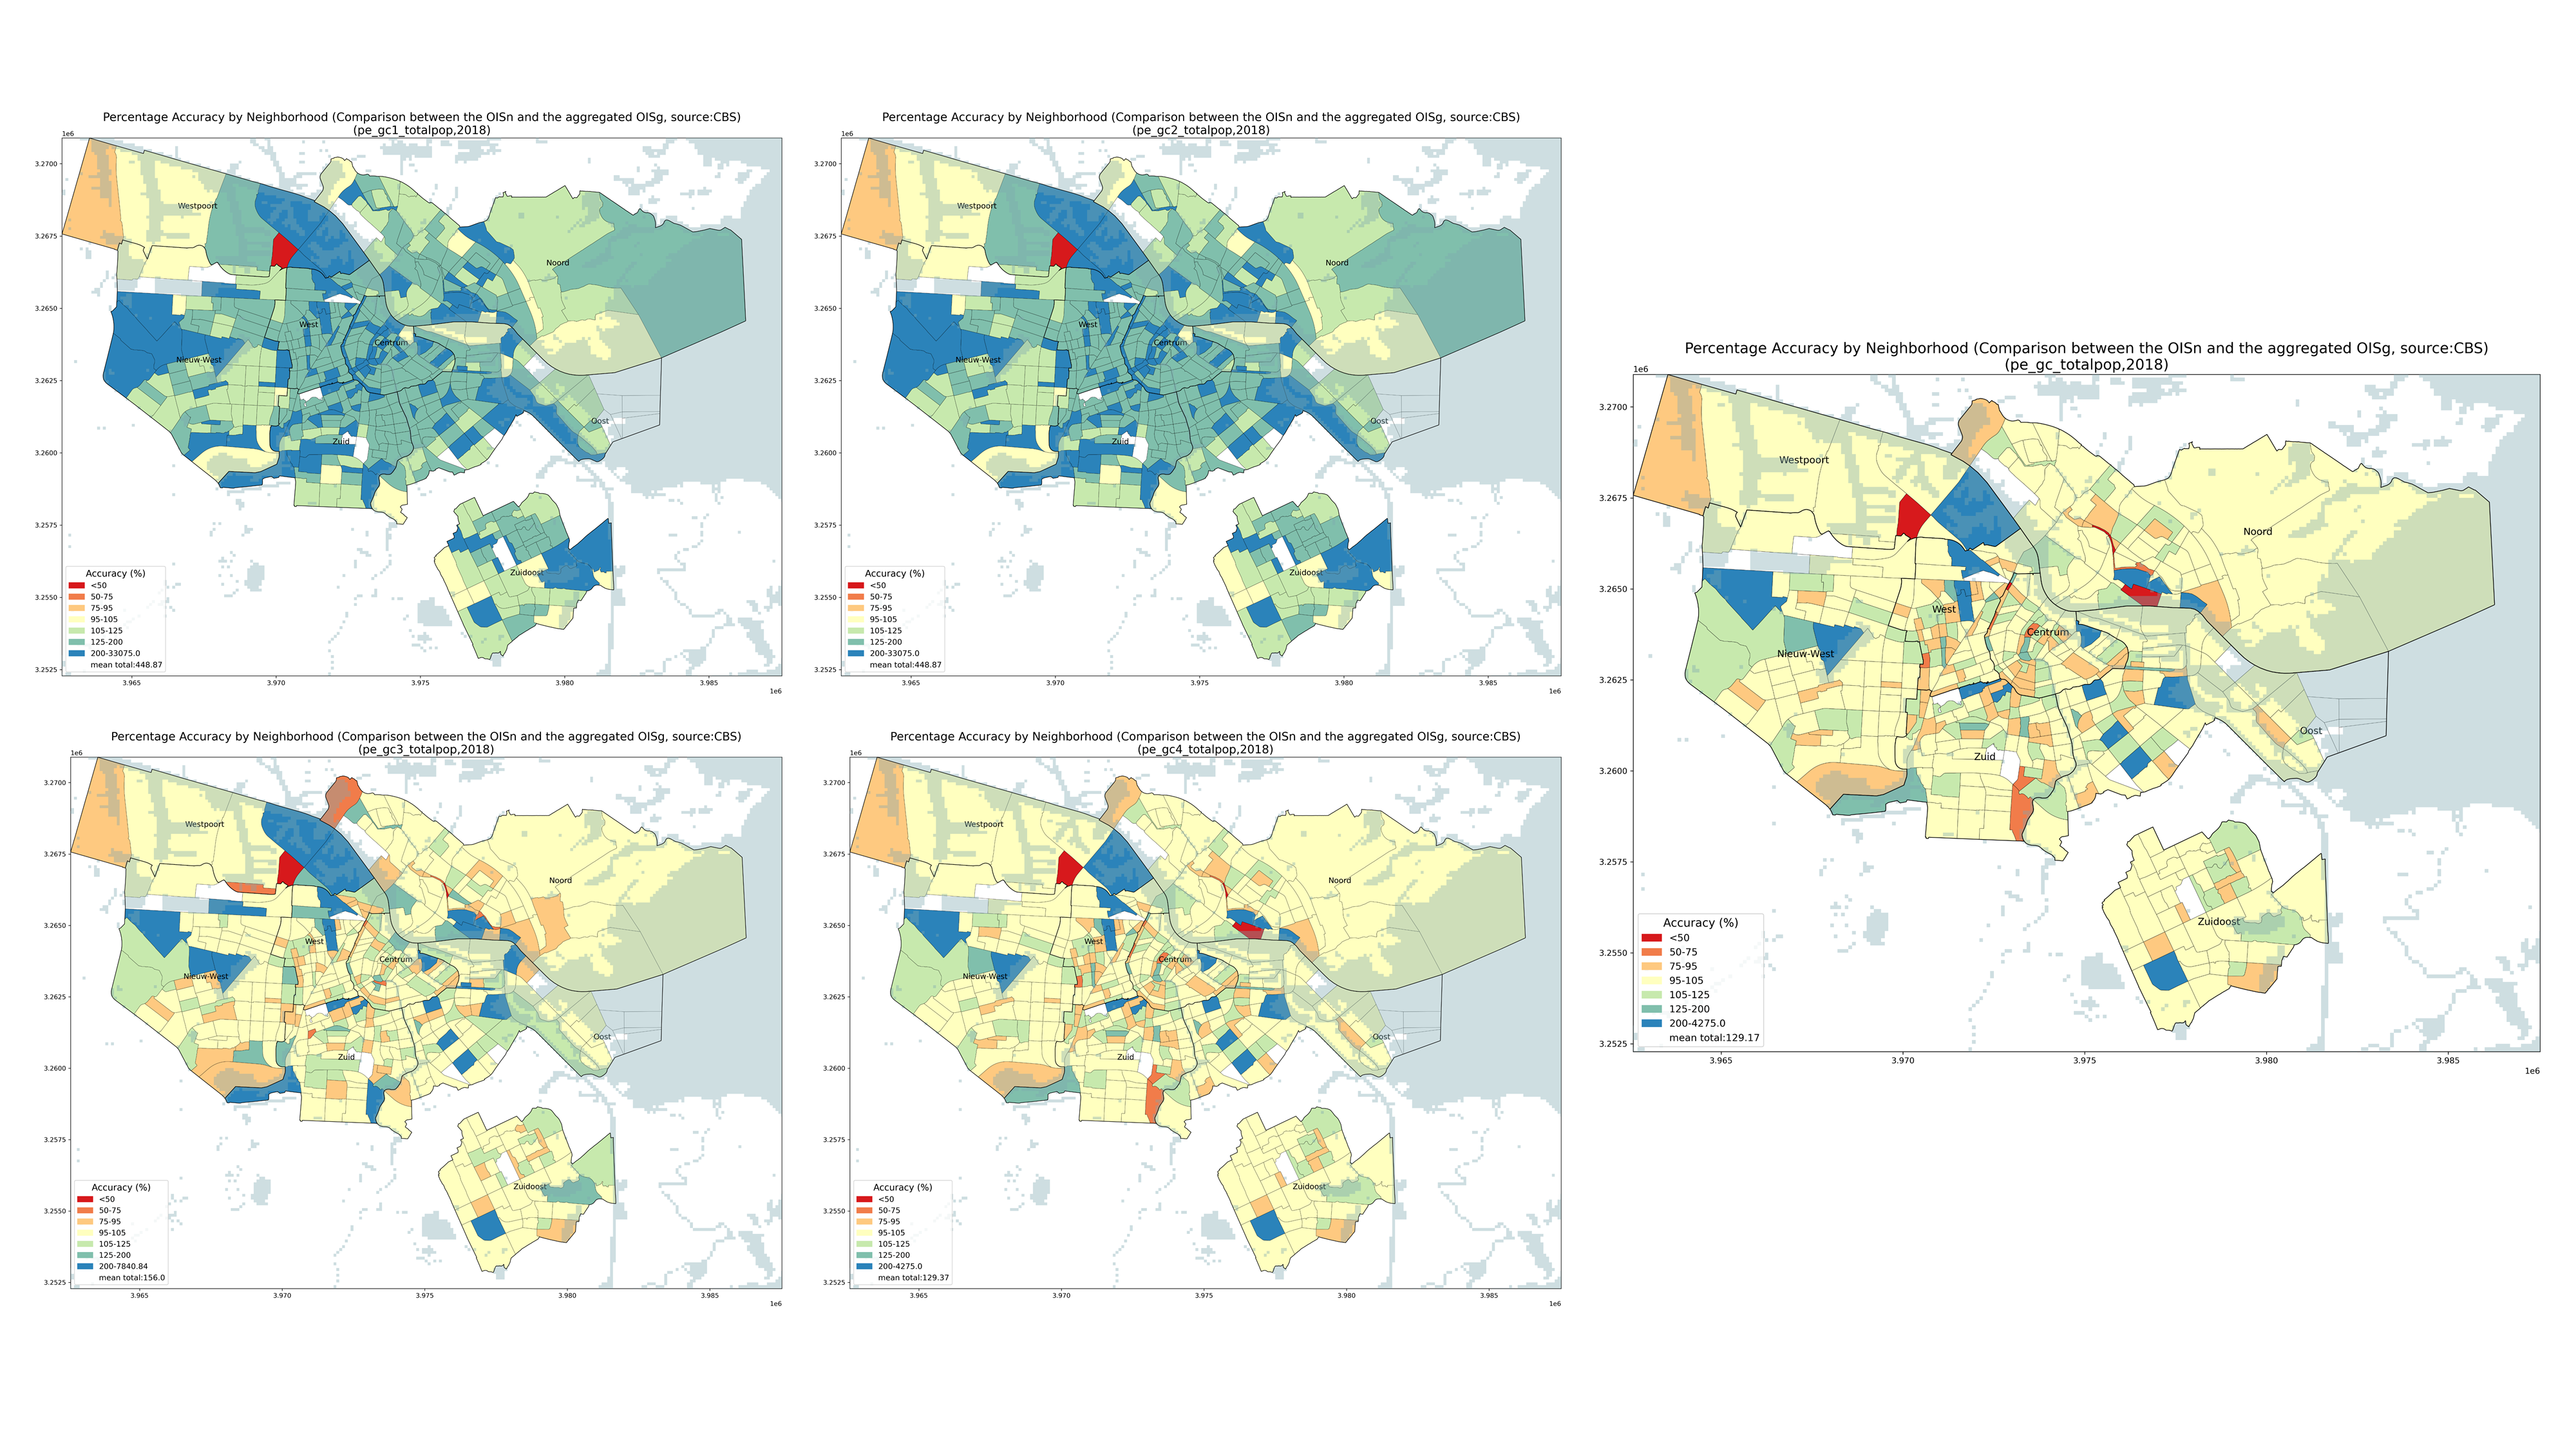 Percentage Accuracy by Neighborhood (Comparison between the OISn and the aggregated OISg, source:CBS)
(pe_gc1_totalpop,2018)
1e6
3.2700
3.2675
3.2650
3.2625
3.2600
3.2575
3.2550
3.2525
Westpoort
Noord
West
Centrum
Nieuw-West
Oost
Zuid
Zuidoost
Accuracy (%)
<50
50-75
75-95
95-105
105-125
125-200
200-33075.0
mean total:448.87
3.965 3.970 3.975 3.980 3.985
1e6
Percentage Accuracy by Neighborhood (Comparison between the OISn and the aggregated OISg, source:CBS)
(pe_gc2_totalpop,2018)
1e6
3.2700
3.2675
3.2650
3.2625
3.2600
3.2575
3.2550
3.2525
Westpoort
Noord
West
Centrum
Nieuw-West
Oost
Zuid
Zuidoost
Accuracy (%)
<50
50-75
75-95
95-105
105-125
125-200
200-33075.0
mean total:448.87
3.965 3.970 3.975 3.980 3.985
1e6
Percentage Accuracy by Neighborhood (Comparison between the OISn and the aggregated OISg, source:CBS)
(pe_gc3_totalpop,2018)
1e6
3.2700
3.2675
3.2650
3.2625
3.2600
3.2575
3.2550
3.2525
Westpoort
Noord
West
Centrum
Nieuw-West
Oost
Zuid
Zuidoost
Accuracy (%)
<50
50-75
75-95
95-105
105-125
125-200
200-7840.84
mean total:156.0
3.965 3.970 3.975 3.980 3.985
1e6
Percentage Accuracy by Neighborhood (Comparison between the OISn and the aggregated OISg, source:CBS)
(pe_gc4_totalpop,2018)
1e6
3.2700
3.2675
3.2650
3.2625
3.2600
3.2575
3.2550
3.2525
Westpoort
Noord
West
Centrum
Nieuw-West
Oost
Zuid
Zuidoost
Accuracy (%)
<50
50-75
75-95
95-105
105-125
125-200
200-4275.0
mean total:129.37
3.965 3.970 3.975 3.980 3.985
1e6
Percentage Accuracy by Neighborhood (Comparison between the OISn and the aggregated OISg, source:CBS)
(pe_gc_totalpop,2018)
1e6
3.2700
3.2675
3.2650
3.2625
3.2600
3.2575
3.2550
3.2525
Westpoort
Noord
West
Centrum
Nieuw-West
Oost
Zuid
Zuidoost
Accuracy (%)
<50
50-75
75-95
95-105
105-125
125-200
200-4275.0
mean total:129.17
3.965 3.970 3.975 3.980 3.985
1e6